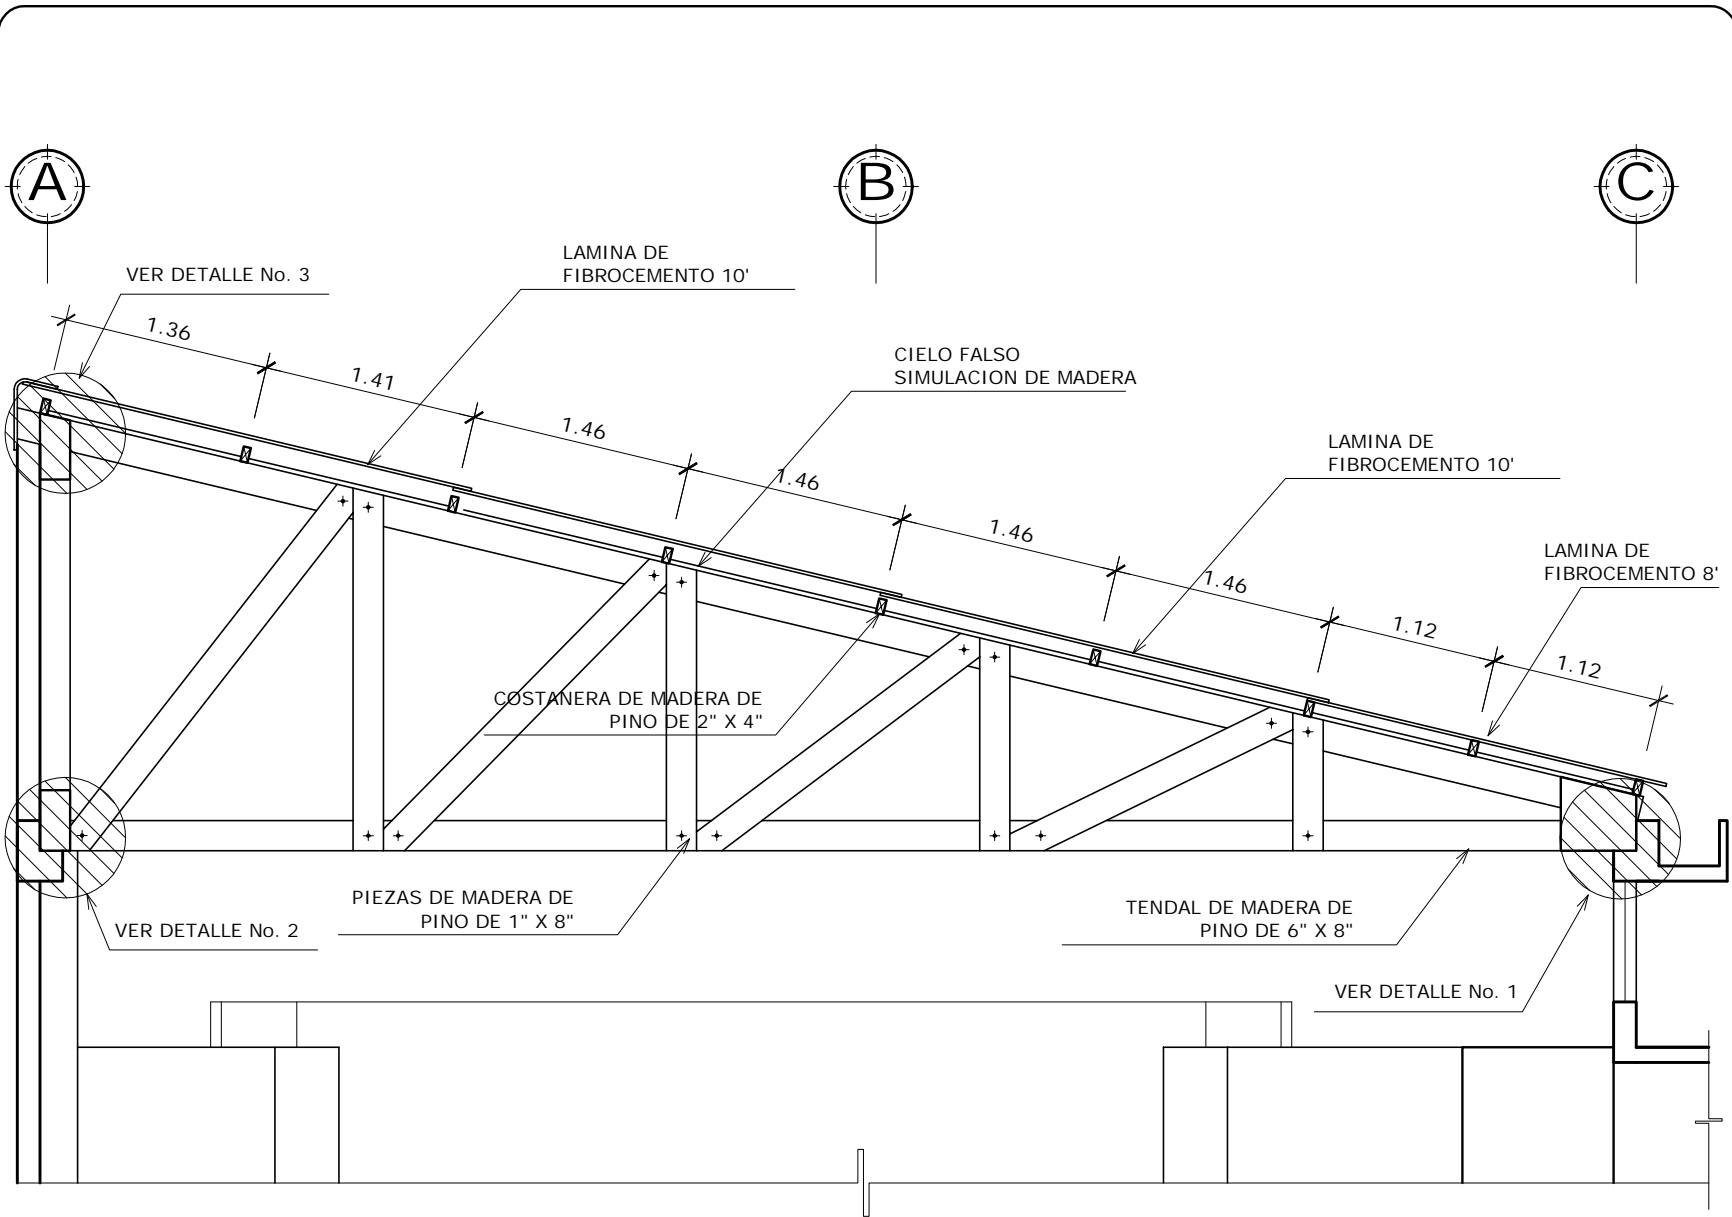 A
B
C
VER DETALLE No. 3
LAMINA DE
FIBROCEMENTO 10'
1.36
1.41
CIELO FALSO
SIMULACION DE MADERA
1.46
1.46
LAMINA DE
FIBROCEMENTO 10'
1.46
1.46
LAMINA DE
FIBROCEMENTO 8'
1.12
1.12
COSTANERA DE MADERA DE
PINO DE 2" X 4"
PIEZAS DE MADERA DE
PINO DE 1" X 8"
TENDAL DE MADERA DE
PINO DE 6" X 8"
VER DETALLE No. 2
VER DETALLE No. 1